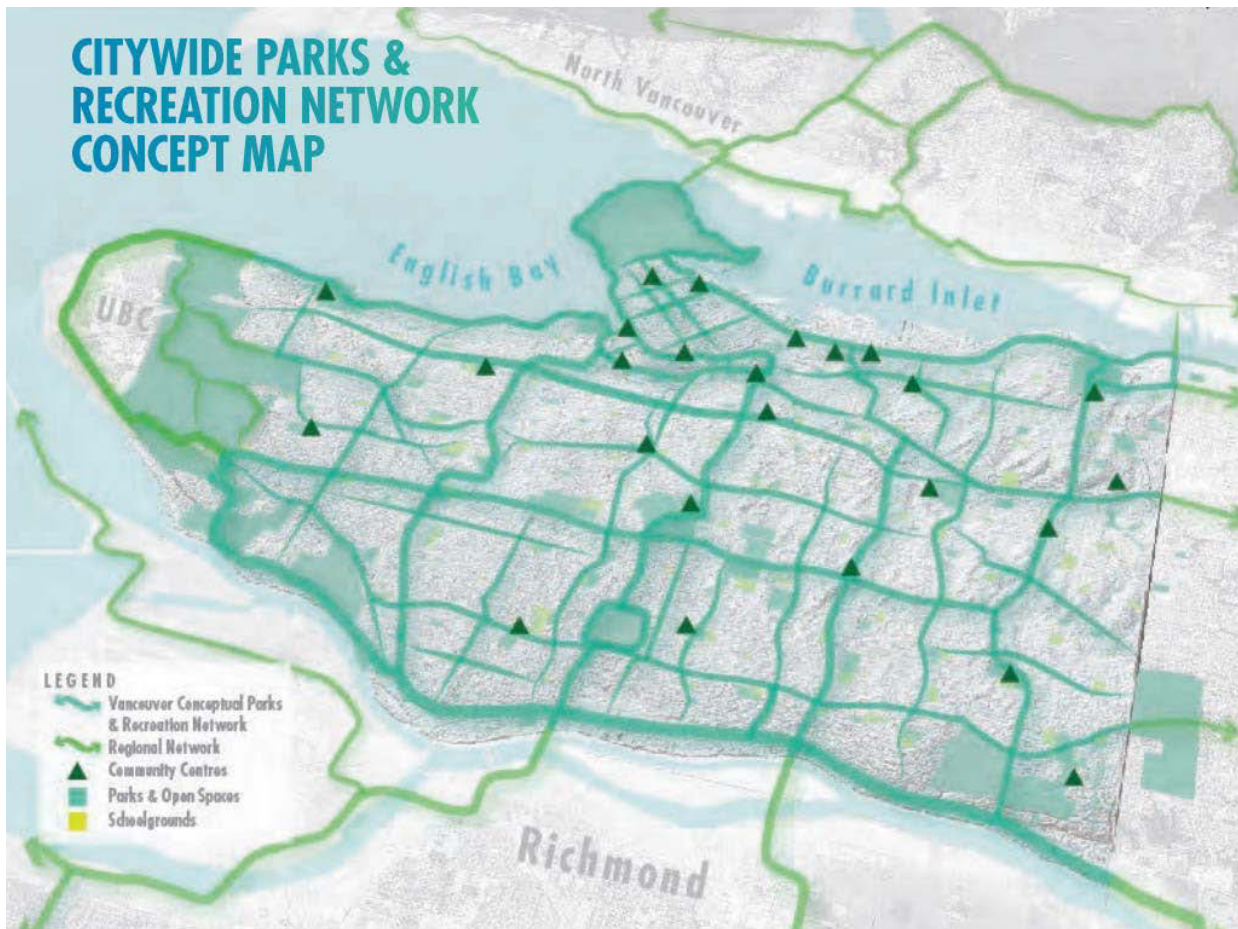 CITYWIDE PARKS &
RECREATION NETWORK
CONCEPT MAP
North Vancouver
English Bay
Burrard Inlet
UBC
LEGEND
Vancouver Conceptual Parks
& Recreation Network
Regional Network
Community Centres
Parks & Open Spaces
Schoolgrounds
Richmond